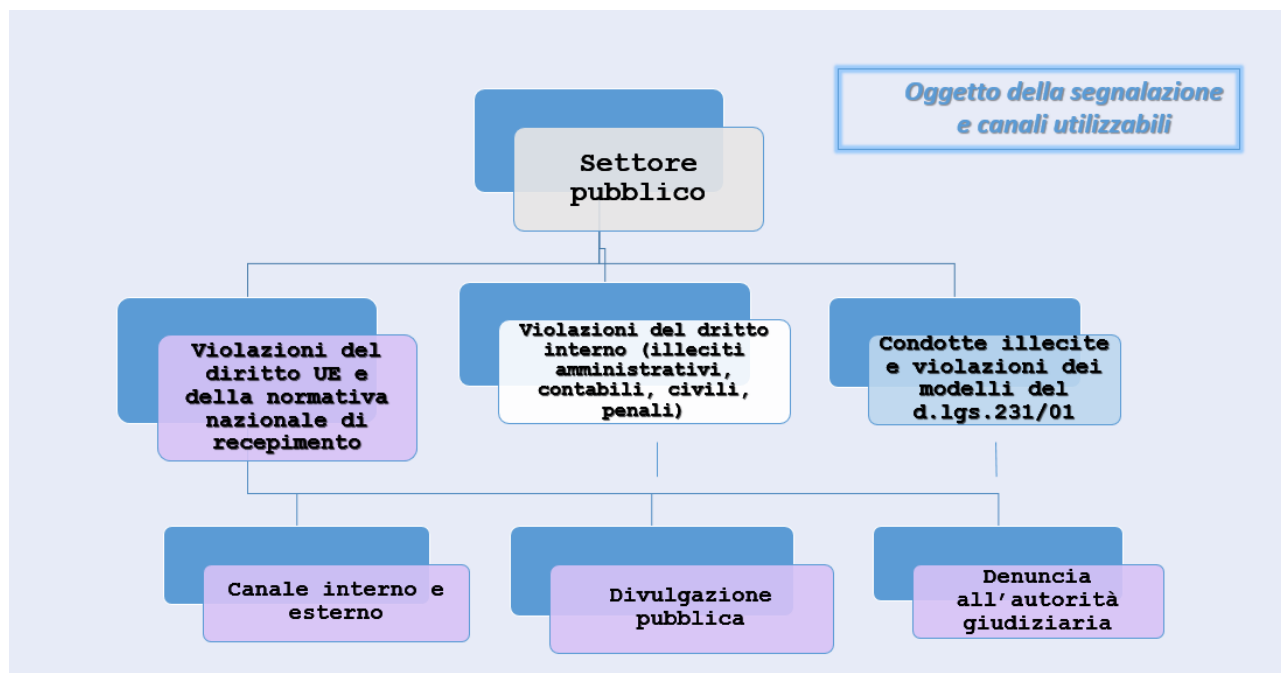 Oggetto della segnalazione
e canali utilizzabili
Settore
pubblico
Violazioni del
diritto UE e
della normativa
nazionale di
recepimento
Violazioni del dritto
interno (illeciti
amministrativi,
contabili, civili,
penali)
Condotte illecite
e violazioni dei
modelli del
d.lgs.231/01
Canale interno e
esterno
Divulgazione
pubblica
Denuncia
all’autorità
giudiziaria